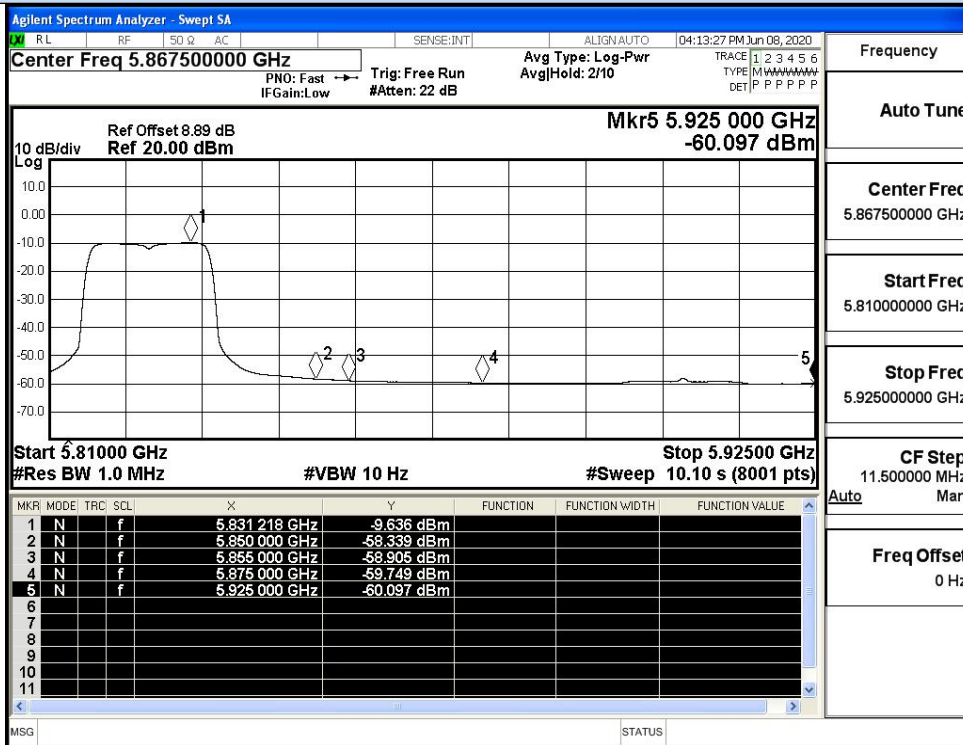 Agilent Spectrum Analyzer - Swept SA
LXI RL RF 50 Ω AC SENSE:INT ALIGNAUTO 04:13:27 PM Jun 08, 2020
Center Freq 5.867500000 GHz
PNO: Fast
IFGain:Low
Trig: Free Run
#Atten: 22 dB
Avg Type: Log-Pwr
Avg|Hold: 2/10
TRACE 1 2 3 4 5 6
TYPE MWWWWW
DET P P P P P P
Mkr5 5.925 000 GHz
-60.097 dBm
Ref Offset 8.89 dB
10 dB/div Ref 20.00 dBm
Log
10.0
0.00
-10.0
-20.0
-30.0
-40.0
-50.0
-60.0
-70.0
1
2
3
4
5
Start 5.81000 GHz Stop 5.92500 GHz
#Res BW 1.0 MHz #VBW 10 Hz #Sweep 10.10 s (8001 pts)
MKR MODE TRC SCL X Y FUNCTION FUNCTION WIDTH FUNCTION VALUE
1 N f 5.831 218 GHz -9.636 dBm
2 N f 5.850 000 GHz -58.339 dBm
3 N f 5.855 000 GHz -58.905 dBm
4 N f 5.875 000 GHz -59.749 dBm
5 N f 5.925 000 GHz -60.097 dBm
6
7
8
9
10
11
MSG STATUS
Frequency
Auto Tune
Center Freq
5.867500000 GHz
Start Freq
5.810000000 GHz
Stop Freq
5.925000000 GHz
CF Step
11.500000 MHz
Auto Man
Freq Offset
0 Hz